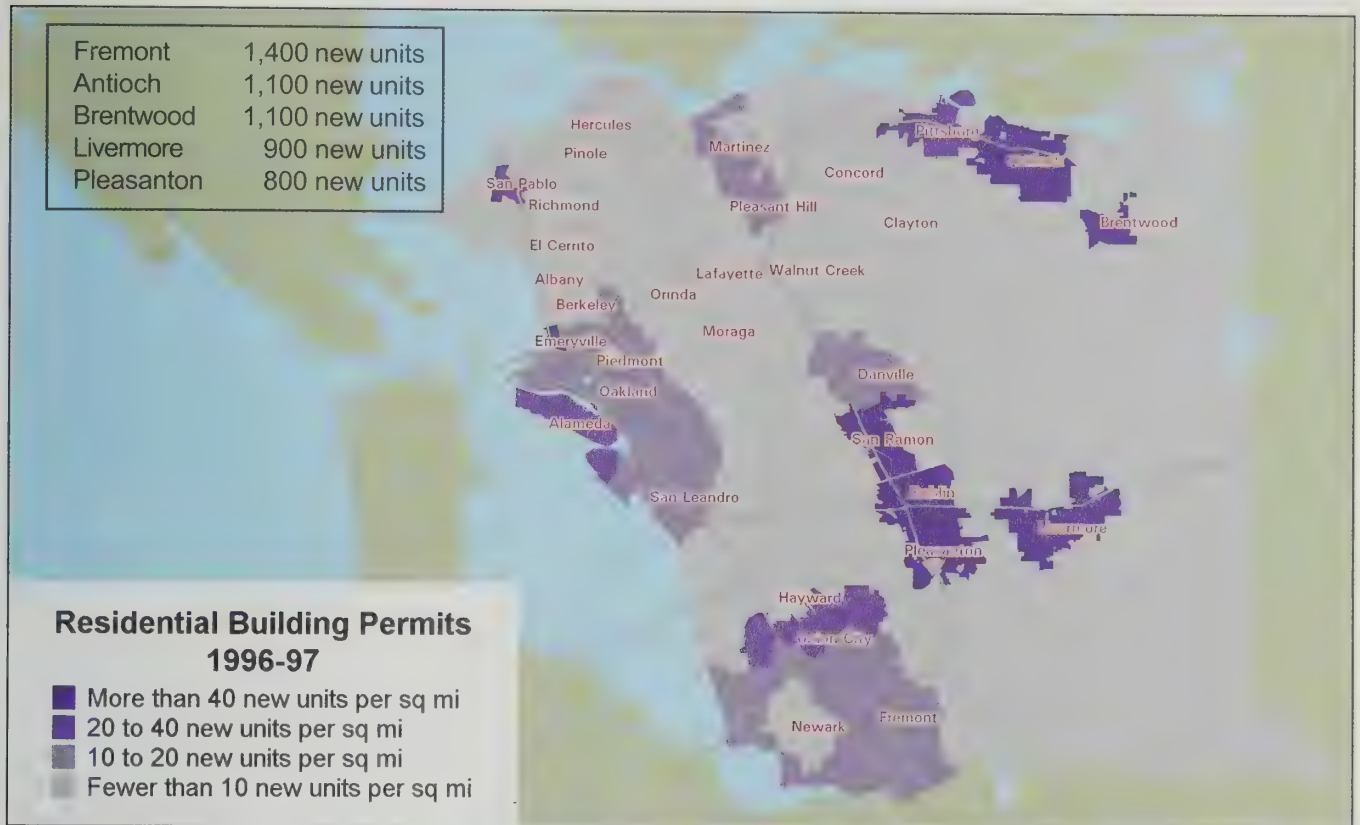 Fremont 1,400 new units
Antioch 1,100 new units
Brentwood 1,100 new units
Livermore 900 new units
Pleasanton 800 new units
Hercules
Pinole
San Pablo
Richmond
El Cerrito
Albany
Berkeley
Emeryville
Piedmont
Oakland
Alameda
San Leandro
Martinez
Pleasant Hill
Concord
Clayton
Pittsburg
Brentwood
Lafayette
Walnut Creek
Orinda
Moraga
Danville
San Ramon
Pleasanton
Hayward
Union City
Newark
Fremont
Residential Building Permits
1996-97
More than 40 new units per sq mi
20 to 40 new units per sq mi
10 to 20 new units per sq mi
Fewer than 10 new units per sq mi